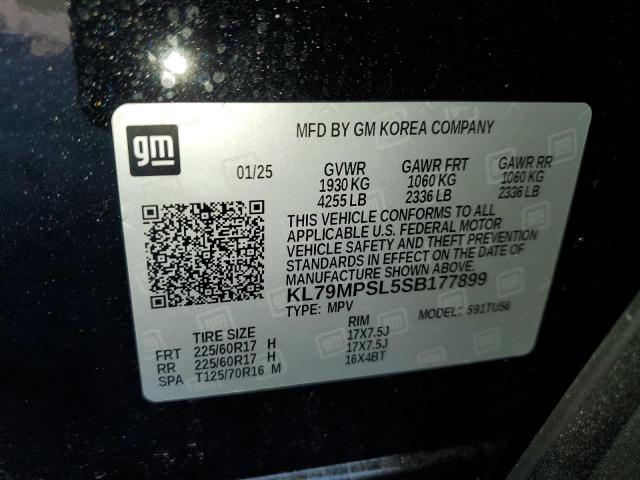 gm
MFD BY GM KOREA COMPANY
01/25
GVWR GAWR FRT GAWR RR
1930 KG 1060 KG 1060 KG
4255 LB 2336 LB 2336 LB
THIS VEHICLE CONFORMS TO ALL
APPLICABLE U.S. FEDERAL MOTOR
VEHICLE SAFETY AND THEFT PREVENTION
STANDARDS IN EFFECT ON THE DATE OF
MANUFACTURE SHOWN ABOVE.
KL79MPSL5SB177899
TYPE: MPV MODEL: 591TU56
TIRE SIZE RIM
FRT 225/60R17 H 17X7.5J
RR 225/60R17 H 17X7.5J
SPA T125/70R16 M 16X4BT